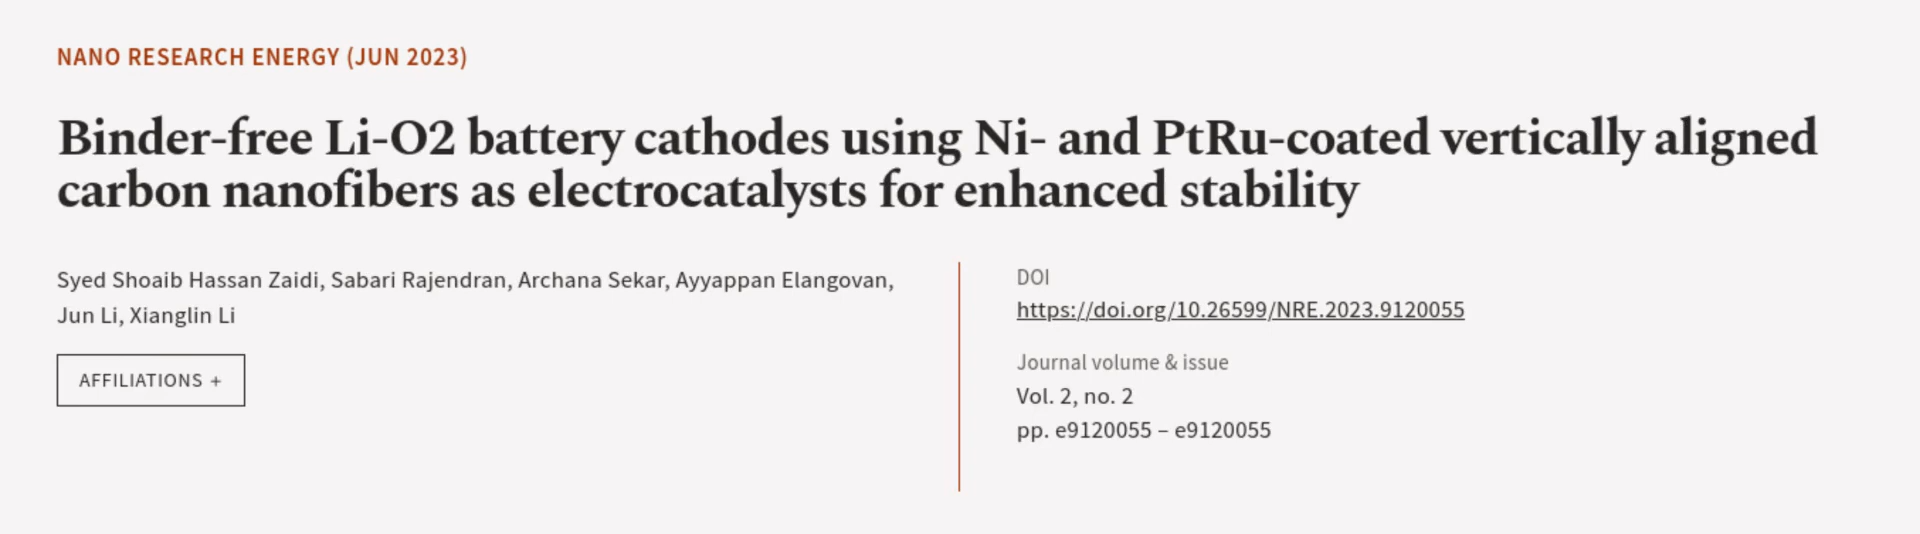 NANO RESEARCH ENERGY (JUN 2023)
Binder-free Li-O2 battery cathodes using Ni- and PtRu-coated vertically aligned
carbon nanofibers as electrocatalysts for enhanced stability
Syed Shoaib Hassan Zaidi, Sabari Rajendran, Archana Sekar, Ayyappan Elangovan,
Jun Li, Xianglin Li
AFFILIATIONS +
DOI
https://doi.org/10.26599/NRE.2023.9120055
Journal volume & issue
Vol. 2, no. 2
pp. e9120055 – e9120055